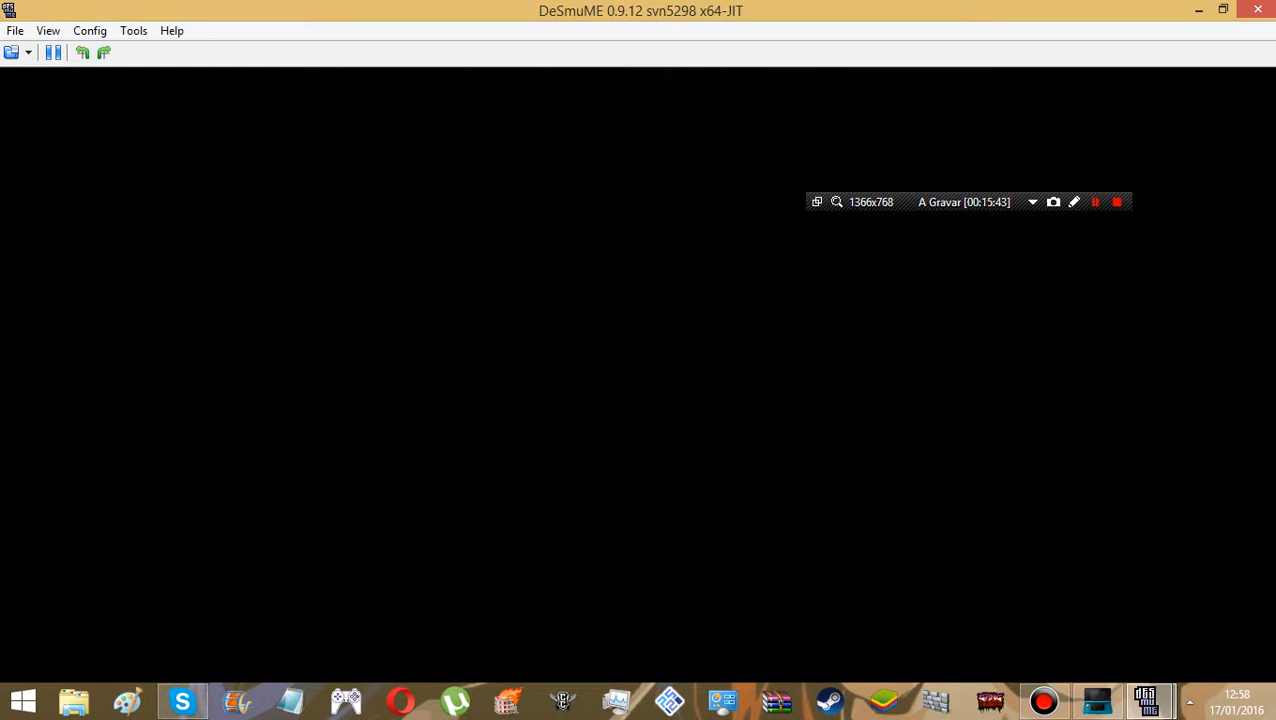 DeSmuME 0.9.12 svn5298 x64-JIT
File View Config Tools Help
1366x768 A Gravar [00:15:43]
12:58
17/01/2016